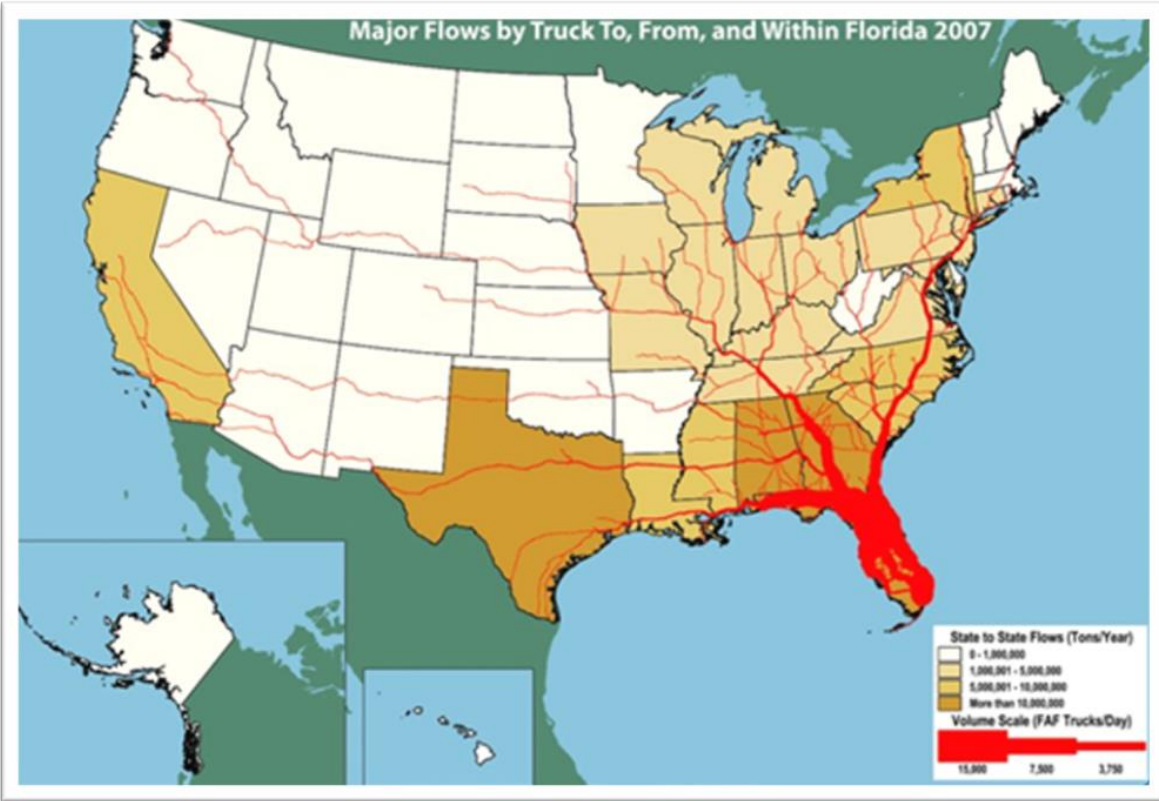 Major Flows by Truck To, From, and Within Florida 2007
State to State Flows (Tons/Year)
0 - 1,000,000
1,000,001 - 5,000,000
5,000,001 - 10,000,000
More than 10,000,000
Volume Scale (FAF Trucks/Day)
15,000 7,500 3,750